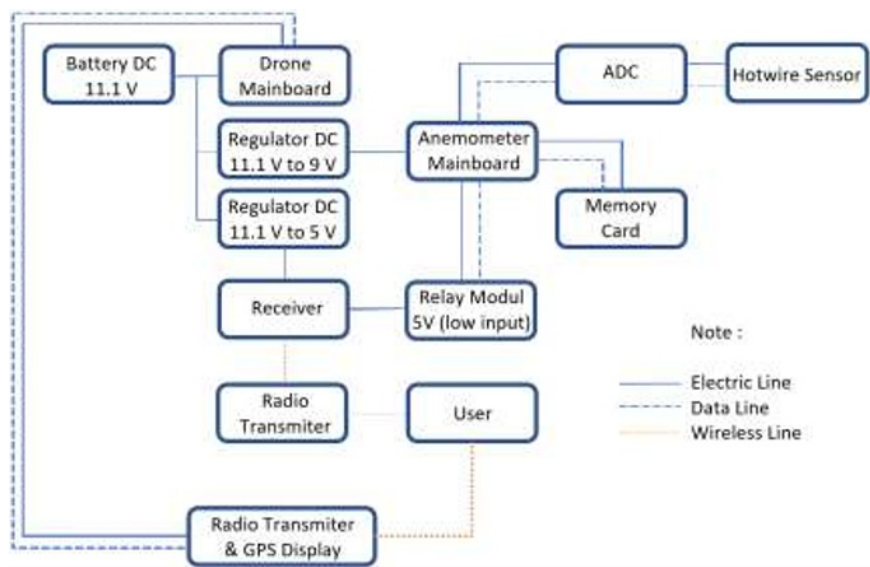 Battery DC
11.1 V
Drone
Mainboard
ADC
Hotwire Sensor
Regulator DC
11.1 V to 9 V
Anemometer
Mainboard
Regulator DC
11.1 V to 5 V
Memory
Card
Receiver
Relay Modul
5V (low input)
Note :
Electric Line
Data Line
Wireless Line
Radio
Transmiter
User
Radio Transmiter
& GPS Display